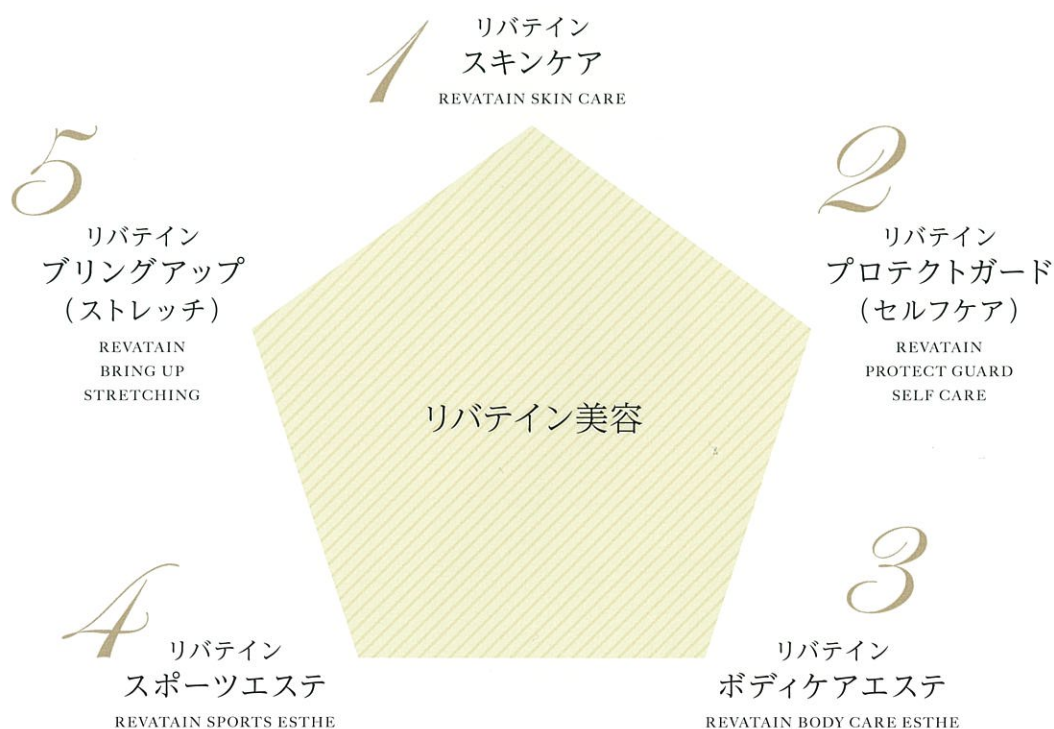 1
リバテイン
スキンケア
REVATAIN SKIN CARE
2
リバテイン
プロテクトガード
（セルフケア）
REVATAIN
PROTECT GUARD
SELF CARE
3
リバテイン
ボディケアエステ
REVATAIN BODY CARE ESTHE
4
リバテイン
スポーツエステ
REVATAIN SPORTS ESTHE
5
リバテイン
ブリングアップ
（ストレッチ）
REVATAIN
BRING UP
STRETCHING
リバテイン美容